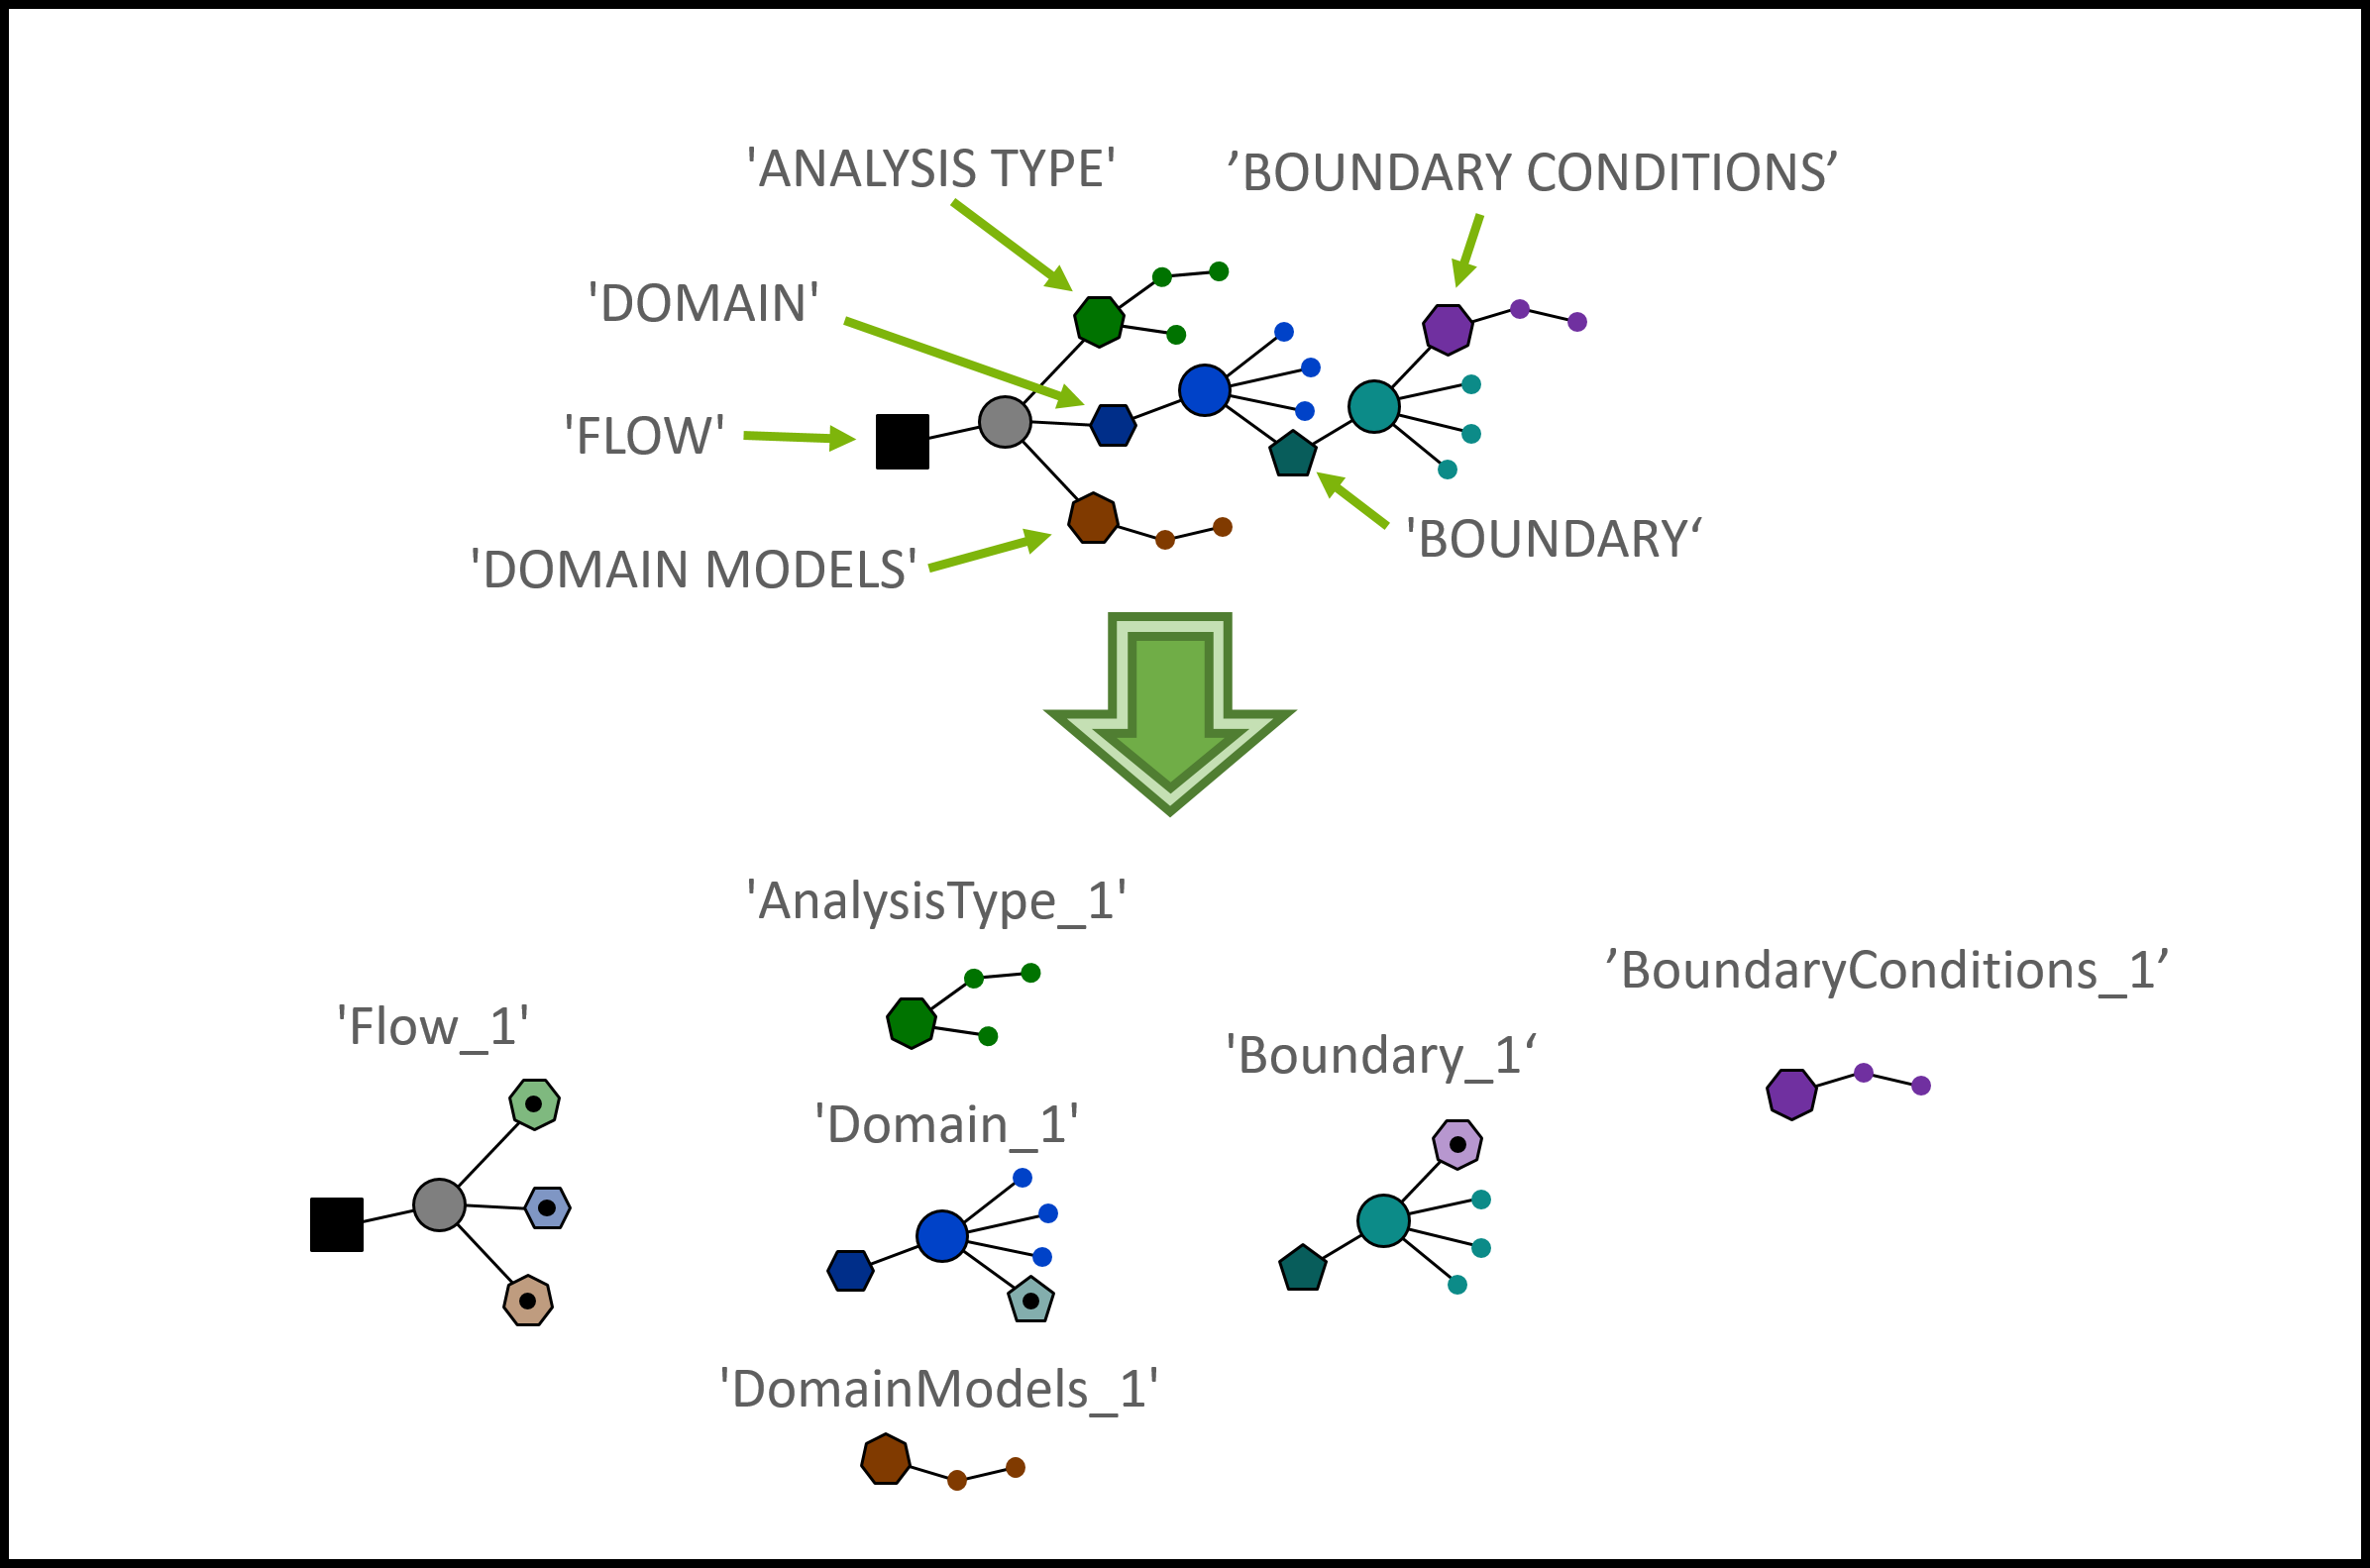 'ANALYSIS TYPE'
’BOUNDARY CONDITIONS’
'DOMAIN'
'FLOW'
'BOUNDARY‘
'DOMAIN MODELS'
'AnalysisType_1'
’BoundaryConditions_1’
'Flow_1'
'Boundary_1‘
'Domain_1'
'DomainModels_1'